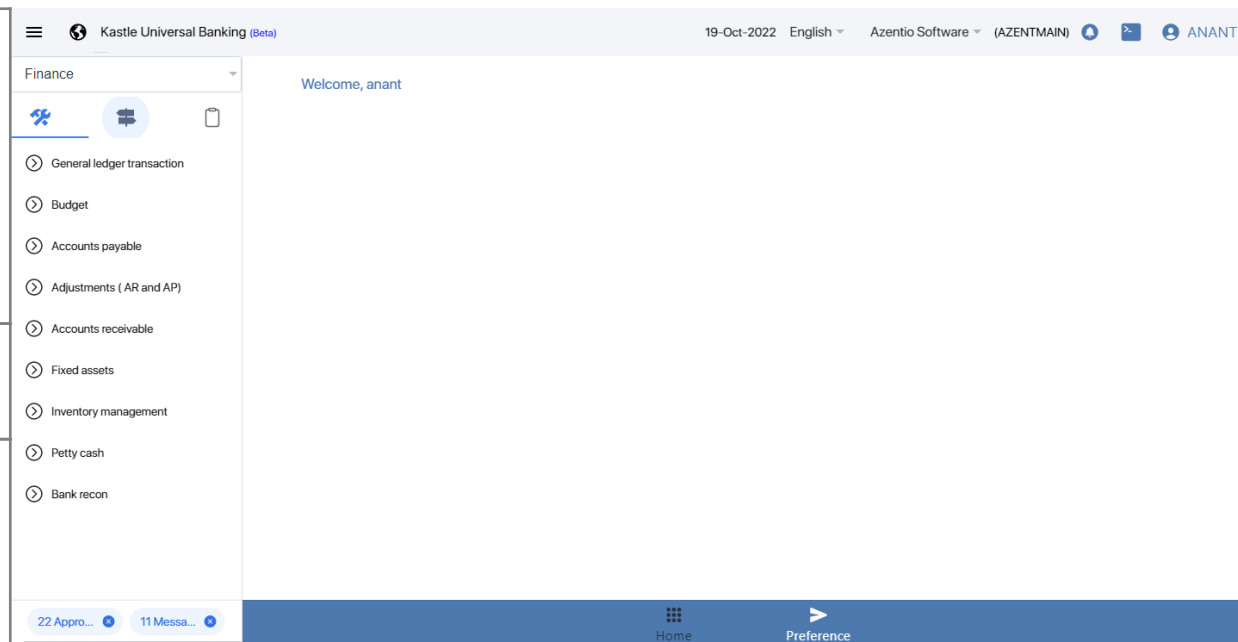 Kastle Universal Banking (Beta)
19-Oct-2022 English Azentio Software (AZENTMAIN) ANANT
Finance
Welcome, anant
General ledger transaction
Budget
Accounts payable
Adjustments ( AR and AP)
Accounts receivable
Fixed assets
Inventory management
Petty cash
Bank recon
22 Appro... 11 Messa...
Home Preference